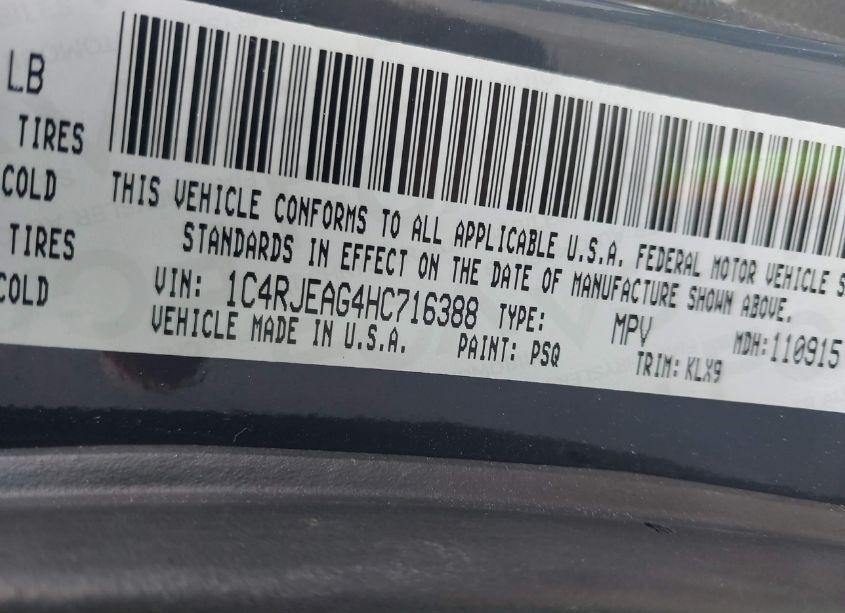 LB
TIRES
COLD
TIRES
COLD
THIS VEHICLE CONFORMS TO ALL APPLICABLE U.S.A. FEDERAL MOTOR VEHICLE S
STANDARDS IN EFFECT ON THE DATE OF MANUFACTURE SHOWN ABOVE.
VIN: 1C4RJEAG4HC716388 TYPE: MPV MDH:110915
VEHICLE MADE IN U.S.A. PAINT: PSQ TRIM: KLX9